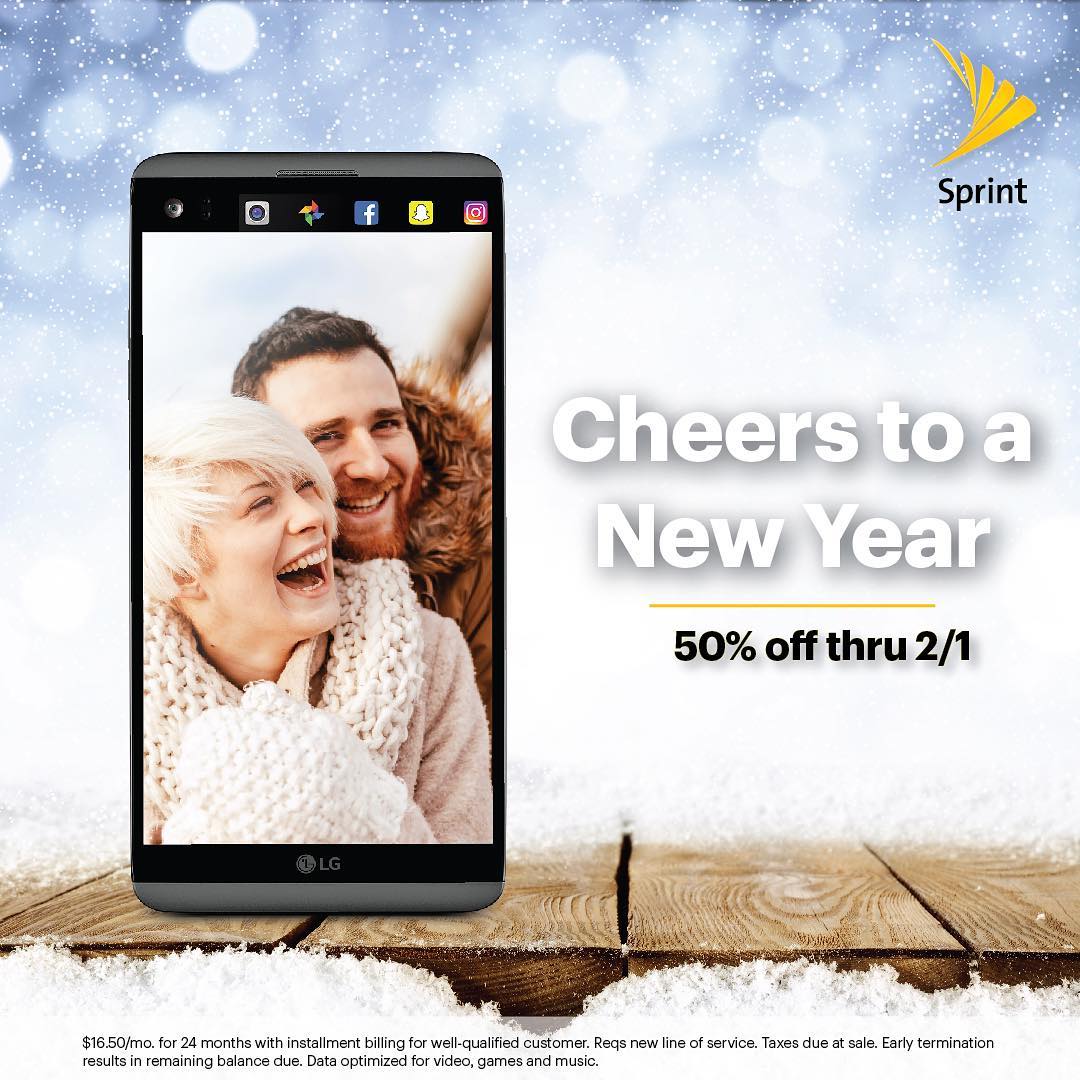 Sprint
Cheers to a
New Year
50% off thru 2/1
LG
$16.50/mo. for 24 months with installment billing for well-qualified customer. Reqs new line of service. Taxes due at sale. Early termination
results in remaining balance due. Data optimized for video, games and music.